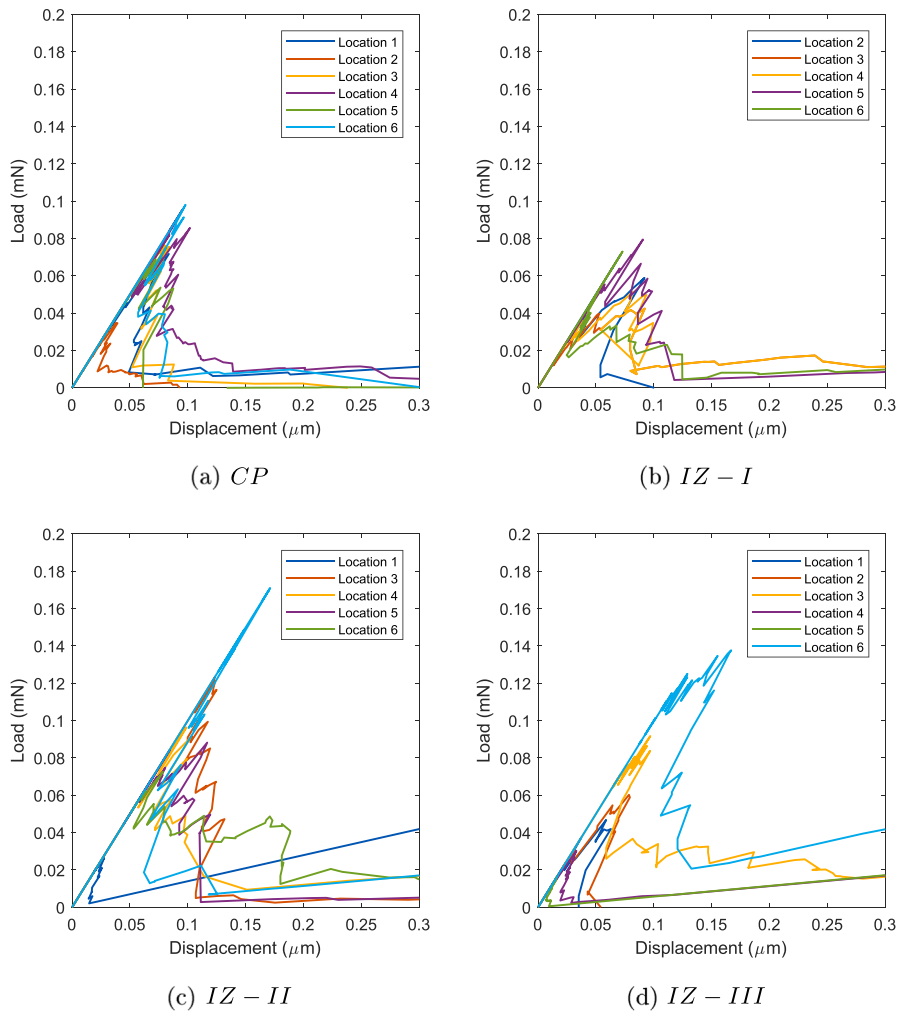 0.2
0.18
0.16
0.14
0.12
0.1
0.08
0.06
0.04
0.02
0
0 0.05 0.1 0.15 0.2 0.25 0.3
Load (mN)
Displacement (μm)
Location 1
Location 2
Location 3
Location 4
Location 5
Location 6
(a) CP
0.2
0.18
0.16
0.14
0.12
0.1
0.08
0.06
0.04
0.02
0
0 0.05 0.1 0.15 0.2 0.25 0.3
Load (mN)
Displacement (μm)
Location 2
Location 3
Location 4
Location 5
Location 6
(b) IZ − I
0.2
0.18
0.16
0.14
0.12
0.1
0.08
0.06
0.04
0.02
0
0 0.05 0.1 0.15 0.2 0.25 0.3
Load (mN)
Displacement (μm)
Location 1
Location 3
Location 4
Location 5
Location 6
(c) IZ − II
0.2
0.18
0.16
0.14
0.12
0.1
0.08
0.06
0.04
0.02
0
0 0.05 0.1 0.15 0.2 0.25 0.3
Load (mN)
Displacement (μm)
Location 1
Location 2
Location 3
Location 4
Location 5
Location 6
(d) IZ − III